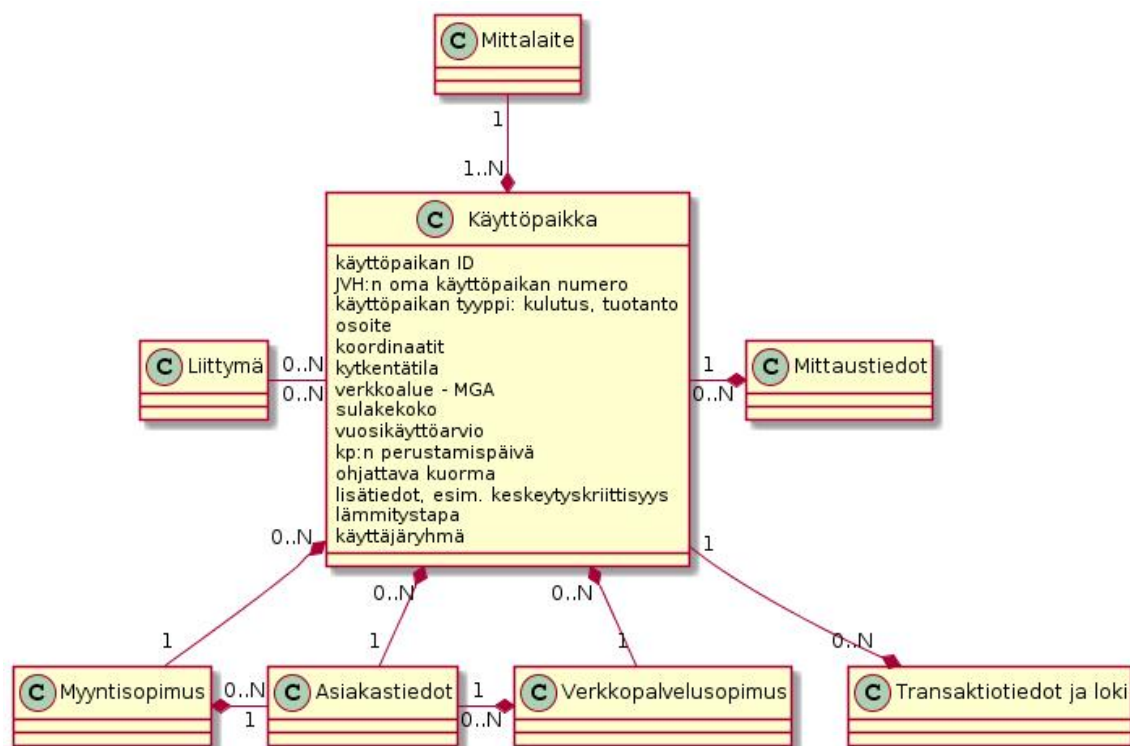 C Mittalaite
1
1..N
C Käyttöpaikka
käyttöpaikan ID
JVH:n oma käyttöpaikan numero
käyttöpaikan tyyppi: kulutus, tuotanto
osoite
koordinaatit
kytkentätila
verkkoalue - MGA
sulakekoko
vuosikäyttöarvio
kp:n perustamispäivä
ohjattava kuorma
lisätiedot, esim. keskeytyskriittisyys
lämmitystapa
käyttäjäryhmä
C Liittymä
0..N
0..N
1
0..N
C Mittaustiedot
0..N
0..N
0..N
1
1
1
1
0..N
C Myyntisopimus
0..N
1
C Asiakastiedot
1
0..N
C Verkkopalvelusopimus
C Transaktiotiedot ja loki